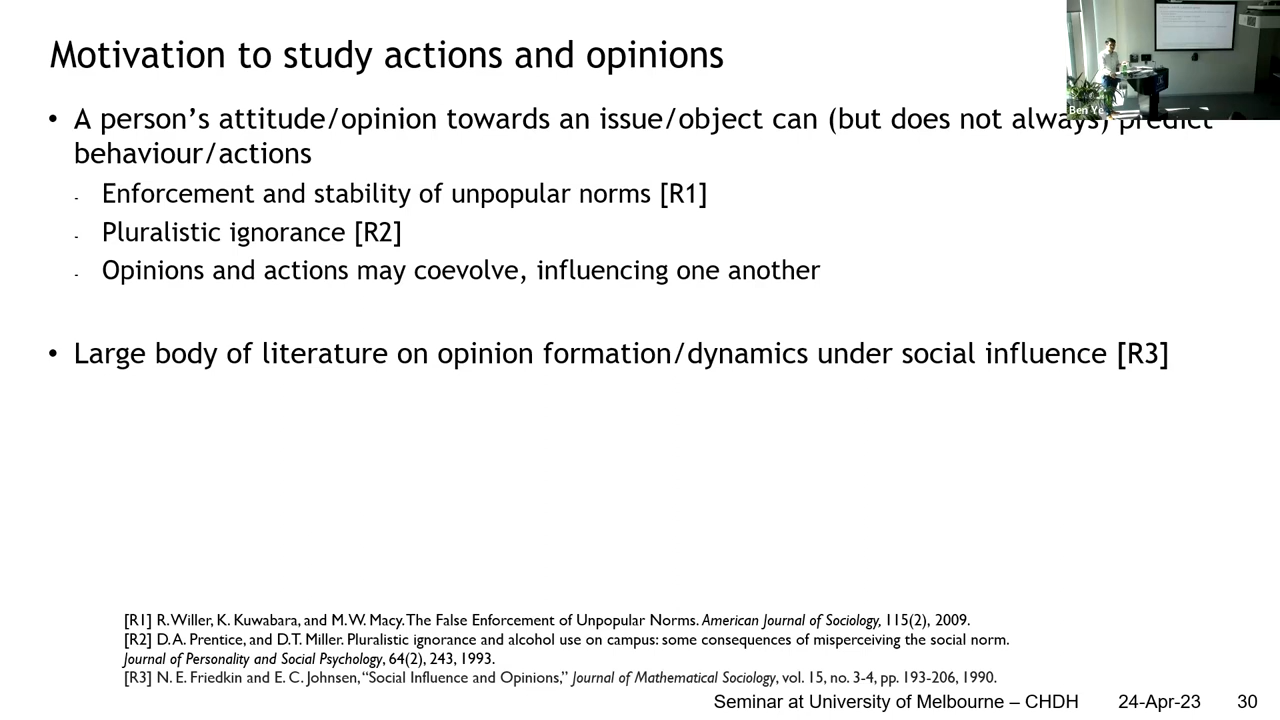 Motivation to study actions and opinions
Ben Ye
• A person's attitude/opinion towards an issue/object can (but does not always) predict
behaviour/actions
- Enforcement and stability of unpopular norms [R1]
- Pluralistic ignorance [R2]
- Opinions and actions may coevolve, influencing one another
• Large body of literature on opinion formation/dynamics under social influence [R3]
[R1] R. Willer, K. Kuwabara, and M. W. Macy. The False Enforcement of Unpopular Norms. American Journal of Sociology, 115(2), 2009.
[R2] D. A. Prentice, and D. T. Miller. Pluralistic ignorance and alcohol use on campus: some consequences of misperceiving the social norm.
Journal of Personality and Social Psychology, 64(2), 243, 1993.
[R3] N. E. Friedkin and E. C. Johnsen, “Social Influence and Opinions,” Journal of Mathematical Sociology, vol. 15, no. 3-4, pp. 193-206, 1990.
Seminar at University of Melbourne – CHDH 24-Apr-23 30